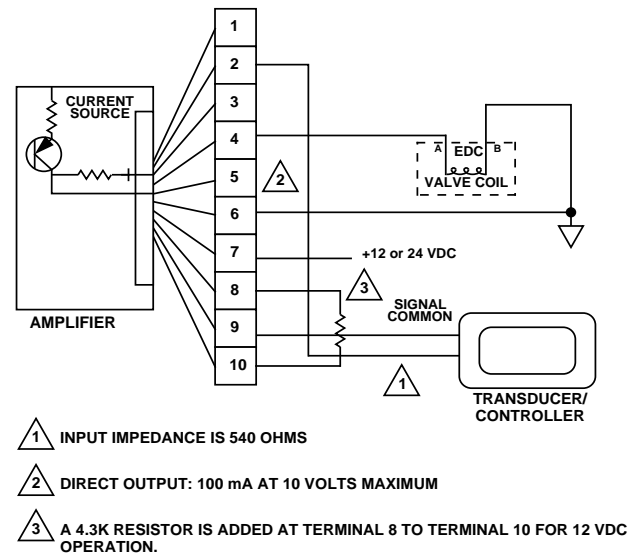 1
2
CURRENT
SOURCE
3
4
A EDC B
VALVE COIL
5
2
6
7
+12 or 24 VDC
3
8
SIGNAL
COMMON
AMPLIFIER
9
10
1
TRANSDUCER/
CONTROLLER
1 INPUT IMPEDANCE IS 540 OHMS
2 DIRECT OUTPUT: 100 mA AT 10 VOLTS MAXIMUM
3 A 4.3K RESISTOR IS ADDED AT TERMINAL 8 TO TERMINAL 10 FOR 12 VDC
OPERATION.